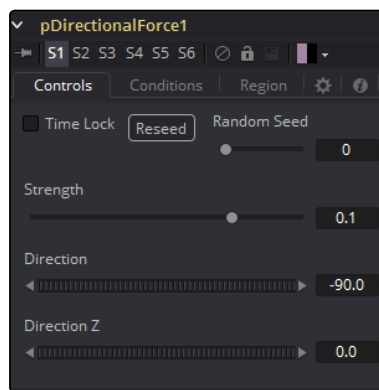 pDirectionalForce1
S1 S2 S3 S4 S5 S6
Controls Conditions Region
Time Lock Reseed Random Seed
0
Strength
0.1
Direction
-90.0
Direction Z
0.0